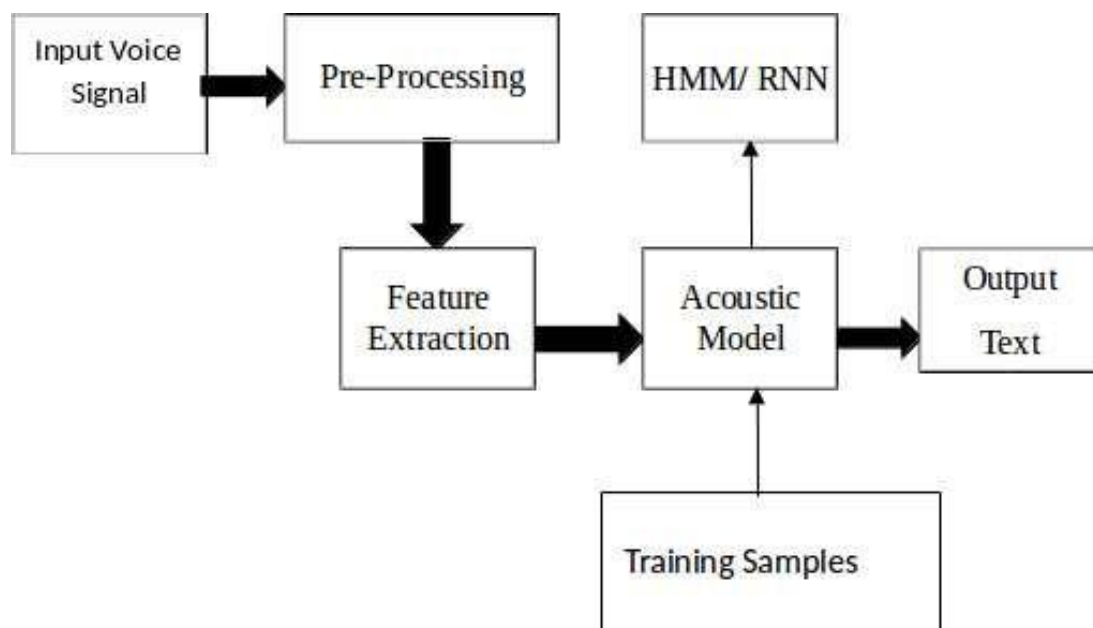 Input Voice
Signal
Pre-Processing
HMM/ RNN
Feature
Extraction
Acoustic
Model
Output
Text
Training Samples